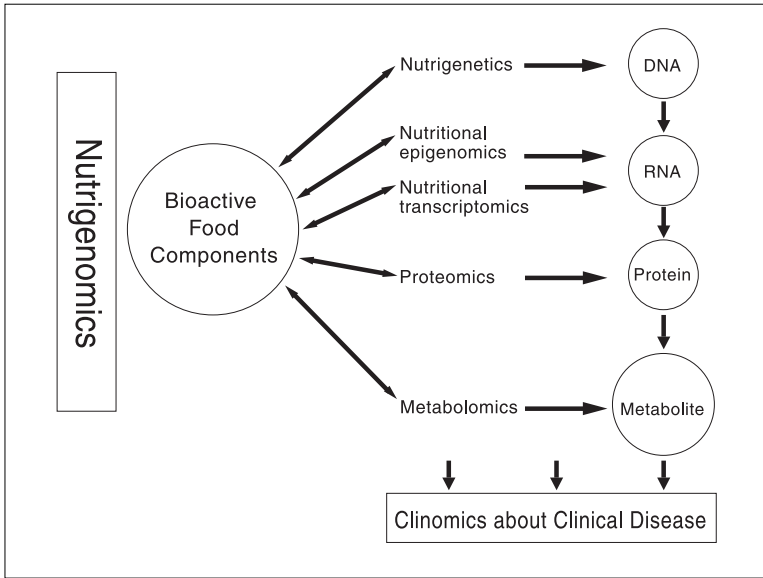 Nutrigenomics
Bioactive
Food
Components
Nutrigenetics
DNA
Nutritional
epigenomics
RNA
Nutritional
transcriptomics
Proteomics
Protein
Metabolomics
Metabolite
Clinomics about Clinical Disease